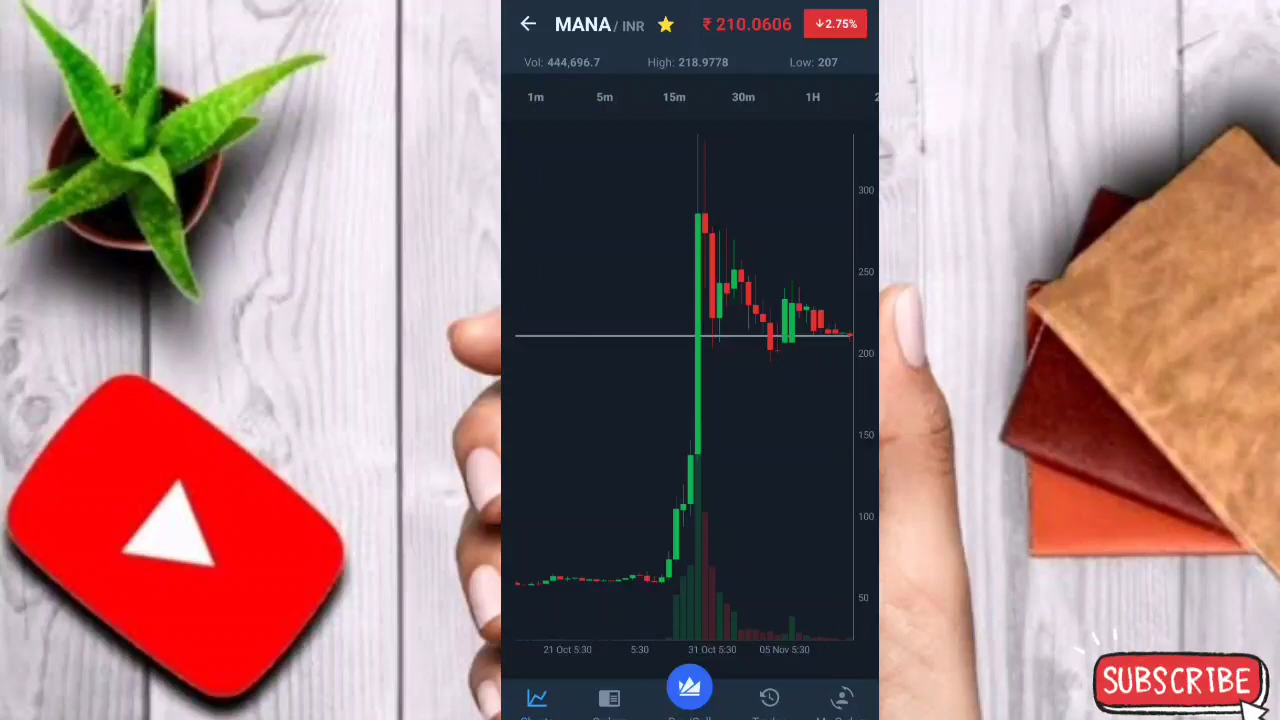 MANA/ INR ₹ 210.0606 ↓2.75%
Vol: 444,696.7 High: 218.9778 Low: 207
1m 5m 15m 30m 1H
300
250
200
150
100
50
21 Oct 5:30 5:30 31 Oct 5:30 05 Nov 5:30
SUBSCRIBE